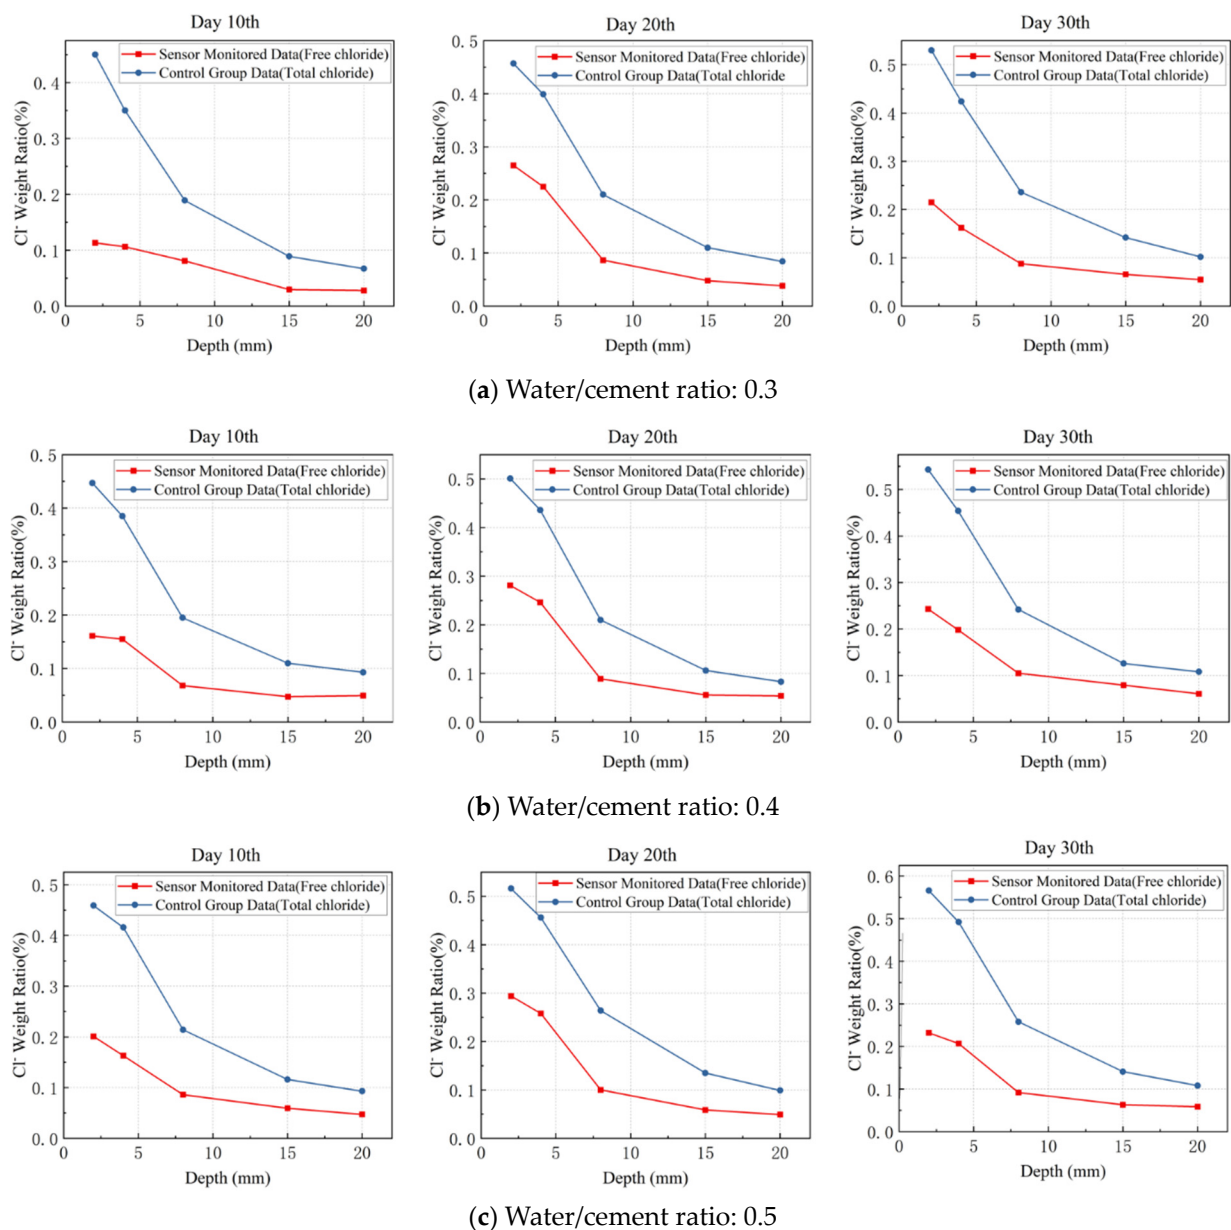 Day 10th
Sensor Monitored Data(Free chloride)
Control Group Data(Total chloride)
Cl⁻ Weight Ratio(%)
0.4
0.3
0.2
0.1
0.0
0 5 10 15 20
Depth (mm)
Day 20th
Sensor Monitored Data(Free chloride)
Control Group Data(Total chloride
Cl⁻ Weight Ratio(%)
0.5
0.4
0.3
0.2
0.1
0.0
0 5 10 15 20
Depth (mm)
Day 30th
Sensor Monitored Data(Free chloride)
Control Group Data(Total chloride)
Cl⁻ Weight Ratio(%)
0.5
0.4
0.3
0.2
0.1
0.0
0 5 10 15 20
Depth (mm)
(a) Water/cement ratio: 0.3
Day 10th
Sensor Monitored Data(Free chloride)
Control Group Data(Total chloride)
Cl⁻ Weight Ratio(%)
0.5
0.4
0.3
0.2
0.1
0.0
0 5 10 15 20
Depth (mm)
Day 20th
Sensor Monitored Data(Free chloride)
Control Group Data(Total chloride)
Cl⁻ Weight Ratio(%)
0.5
0.4
0.3
0.2
0.1
0.0
0 5 10 15 20
Depth (mm)
Day 30th
Sensor Monitored Data(Free chloride)
Control Group Data(Total chloride)
Cl⁻ Weight Ratio(%)
0.5
0.4
0.3
0.2
0.1
0.0
0 5 10 15 20
Depth (mm)
(b) Water/cement ratio: 0.4
Day 10th
Sensor Monitored Data(Free chloride)
Control Group Data(Total chloride)
Cl⁻ Weight Ratio(%)
0.5
0.4
0.3
0.2
0.1
0.0
0 5 10 15 20
Depth (mm)
Day 20th
Sensor Monitored Data(Free chloride)
Control Group Data(Total chloride)
Cl⁻ Weight Ratio(%)
0.5
0.4
0.3
0.2
0.1
0.0
0 5 10 15 20
Depth (mm)
Day 30th
Sensor Monitored Data(Free chloride)
Control Group Data(Total chloride)
Cl⁻ Weight Ratio(%)
0.6
0.5
0.4
0.3
0.2
0.1
0.0
0 5 10 15 20
Depth (mm)
(c) Water/cement ratio: 0.5